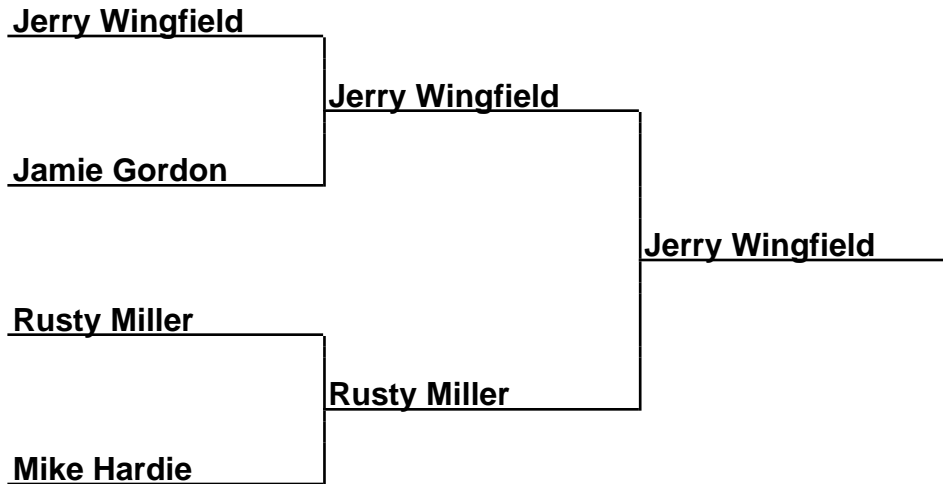 Jerry Wingfield
Jerry Wingfield
Jamie Gordon
Jerry Wingfield
Rusty Miller
Rusty Miller
Mike Hardie